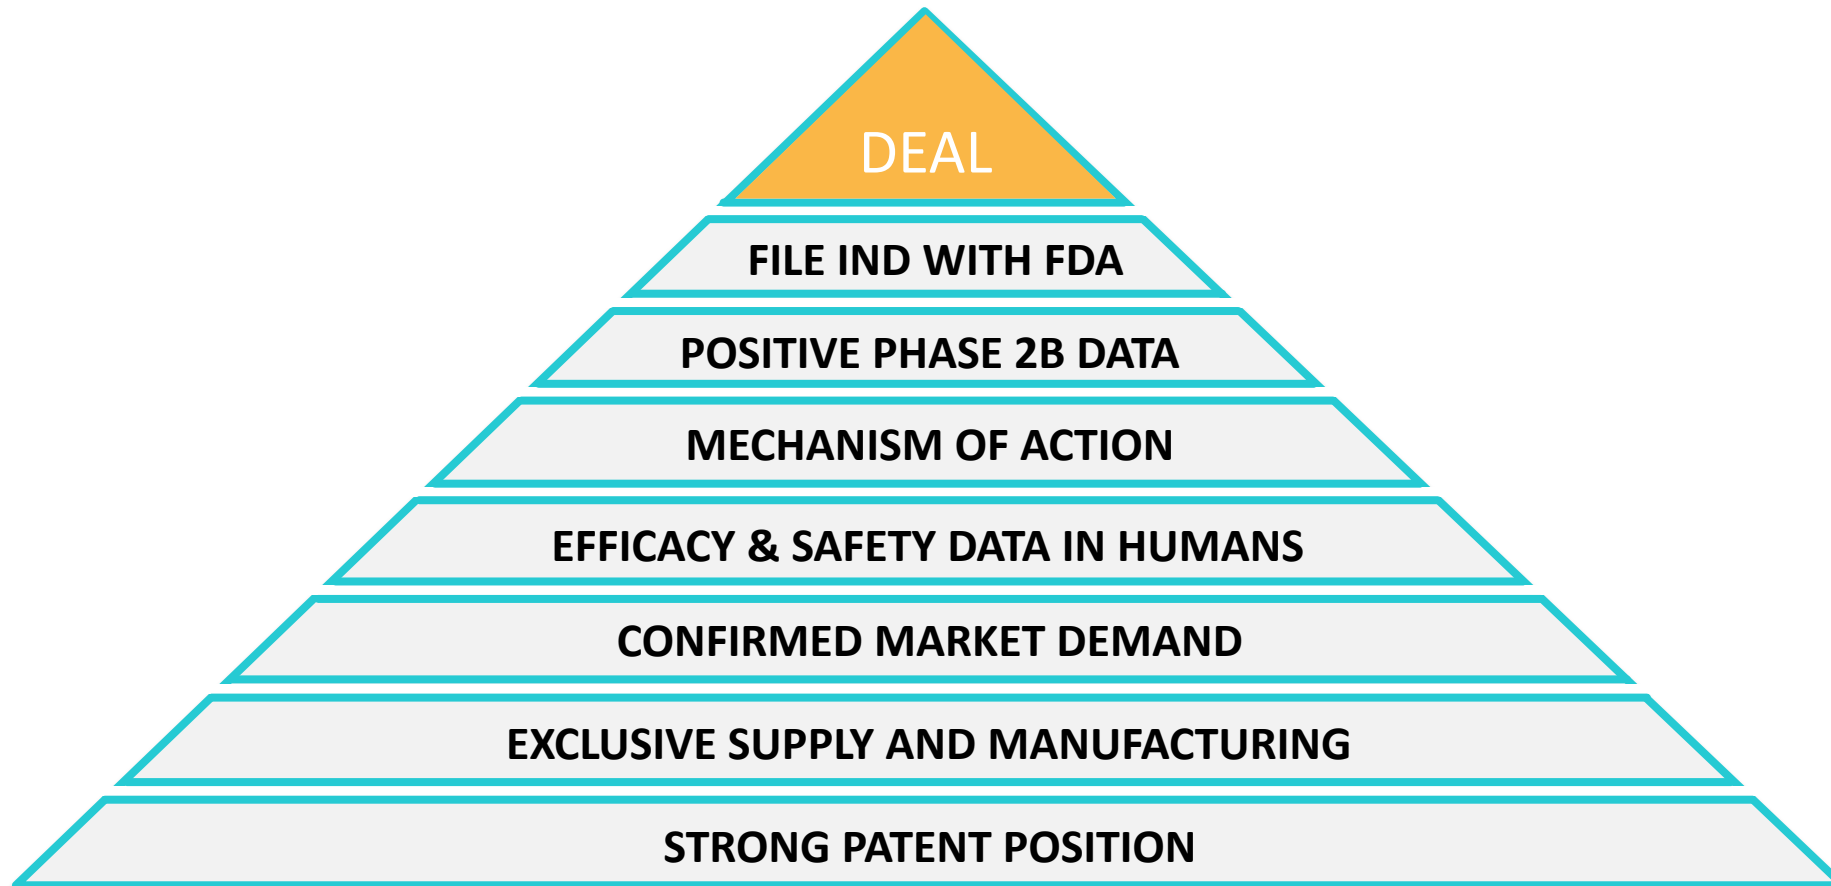 DEAL
FILE IND WITH FDA
POSITIVE PHASE 2B DATA
MECHANISM OF ACTION
EFFICACY & SAFETY DATA IN HUMANS
CONFIRMED MARKET DEMAND
EXCLUSIVE SUPPLY AND MANUFACTURING
STRONG PATENT POSITION